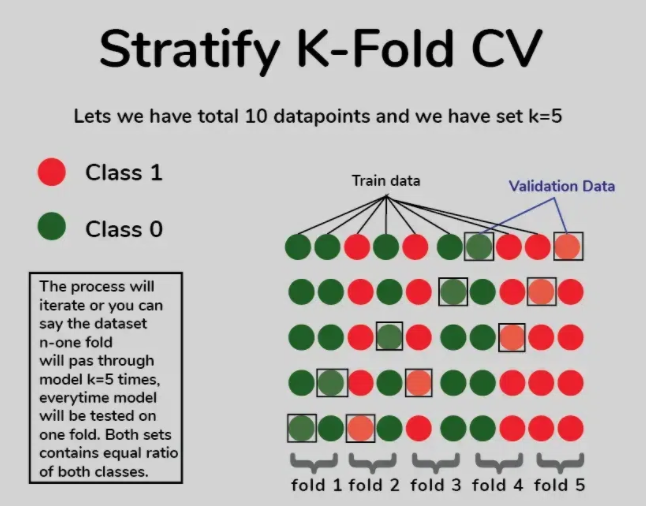 Stratify K-Fold CV
Lets we have total 10 datapoints and we have set k=5
Class 1
Class 0
Train data
Validation Data
The process will
iterate or you can
say the dataset
n-one fold
will pas through
model k=5 times,
everytime model
will be tested on
one fold. Both sets
contains equal ratio
of both classes.
fold 1 fold 2 fold 3 fold 4 fold 5